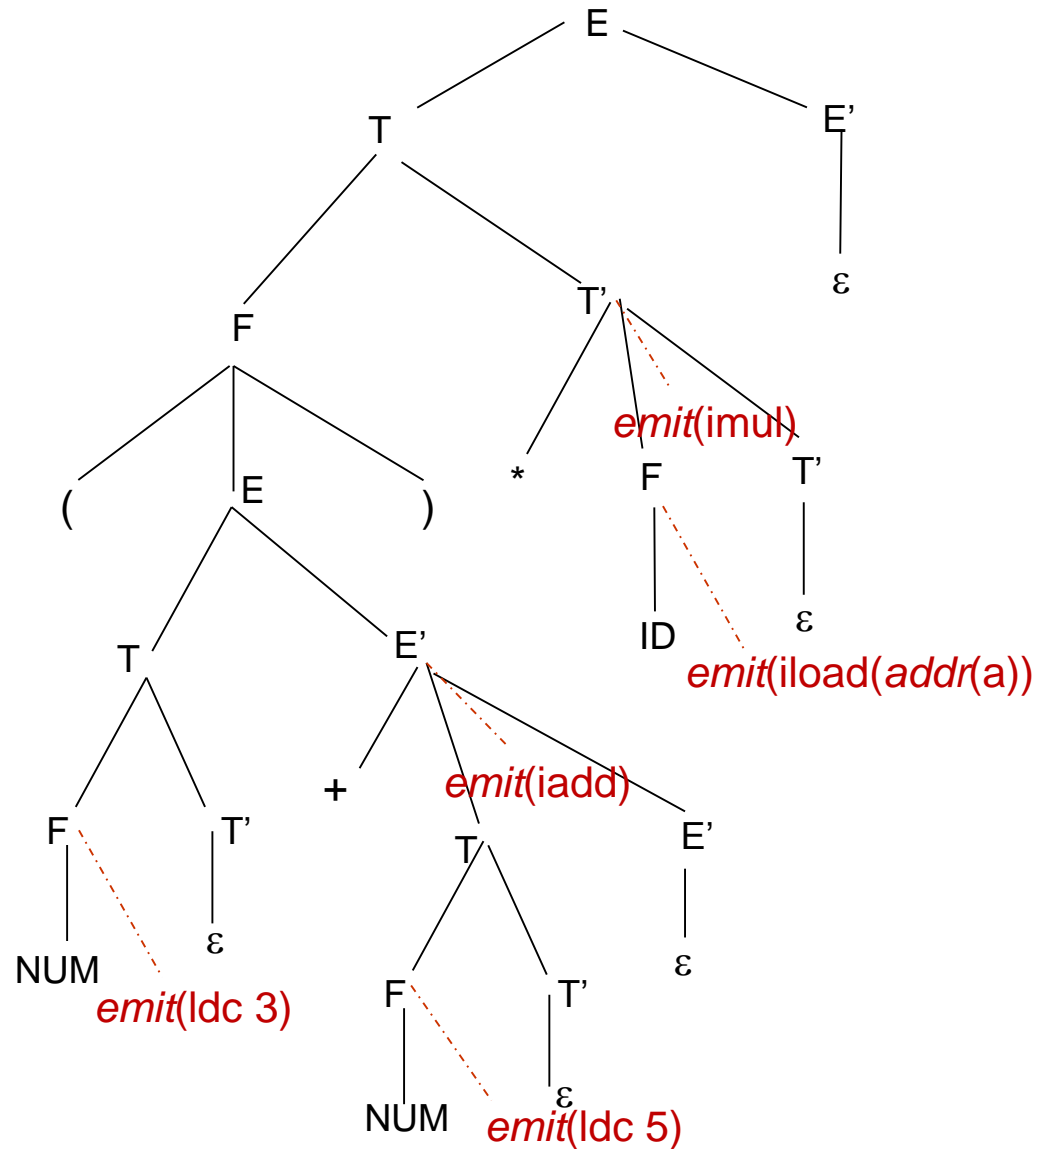 E
T
E’
ε
F
T’
emit(imul)
*
F
T’
(
E
)
ID
ε
emit(iload(addr(a))
T
E’
+
emit(iadd)
F
T’
T
E’
NUM
ε
ε
emit(ldc 3)
F
T’
NUM
ε
emit(ldc 5)